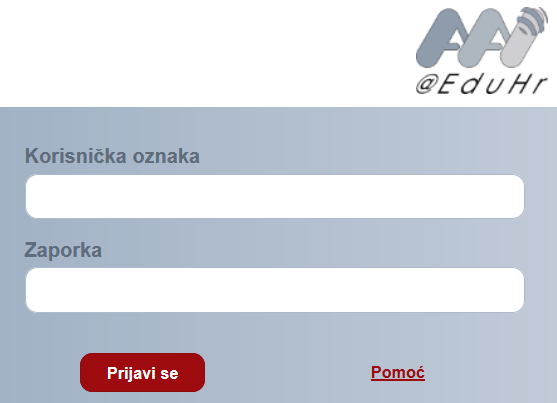 AAI
@EduHr
Korisnička oznaka
Zaporka
Prijavi se
Pomoć